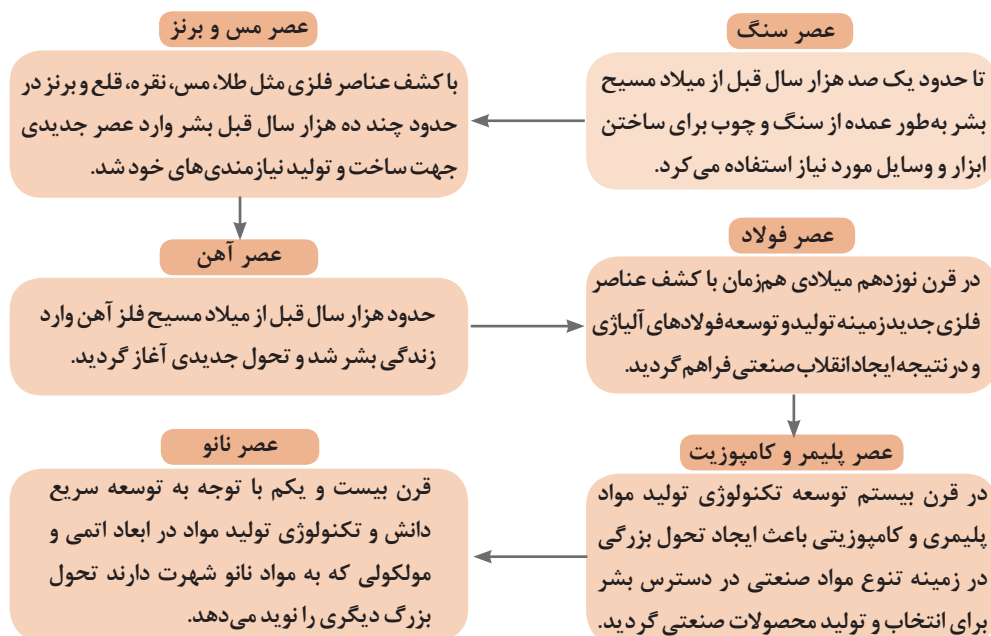 عصر سنگ
تا حدود یک صد هزار سال قبل از میلاد مسیح
بشر به‌طور عمده از سنگ و چوب برای ساختن
ابزار و وسایل مورد نیاز استفاده می‌کرد.
عصر مس و برنز
با کشف عناصر فلزی مثل طلا، مس، نقره، قلع و برنز در
حدود چند ده هزار سال قبل بشر وارد عصر جدیدی
جهت ساخت و تولید نیازمندی‌های خود شد.
عصر آهن
حدود هزار سال قبل از میلاد مسیح فلز آهن وارد
زندگی بشر شد و تحول جدیدی آغاز گردید.
عصر فولاد
در قرن نوزدهم میلادی هم‌زمان با کشف عناصر
فلزی جدید زمینه تولید و توسعه فولادهای آلیاژی
و در نتیجه ایجاد انقلاب صنعتی فراهم گردید.
عصر پلیمر و کامپوزیت
در قرن بیستم توسعه تکنولوژی تولید مواد
پلیمری و کامپوزیتی باعث ایجاد تحول بزرگی
در زمینه تنوع مواد صنعتی در دسترس بشر
برای انتخاب و تولید محصولات صنعتی گردید.
عصر نانو
قرن بیست و یکم با توجه به توسعه سریع
دانش و تکنولوژی تولید مواد در ابعاد اتمی و
مولکولی که به مواد نانو شهرت دارند تحول
بزرگ دیگری را نوید می‌دهد.